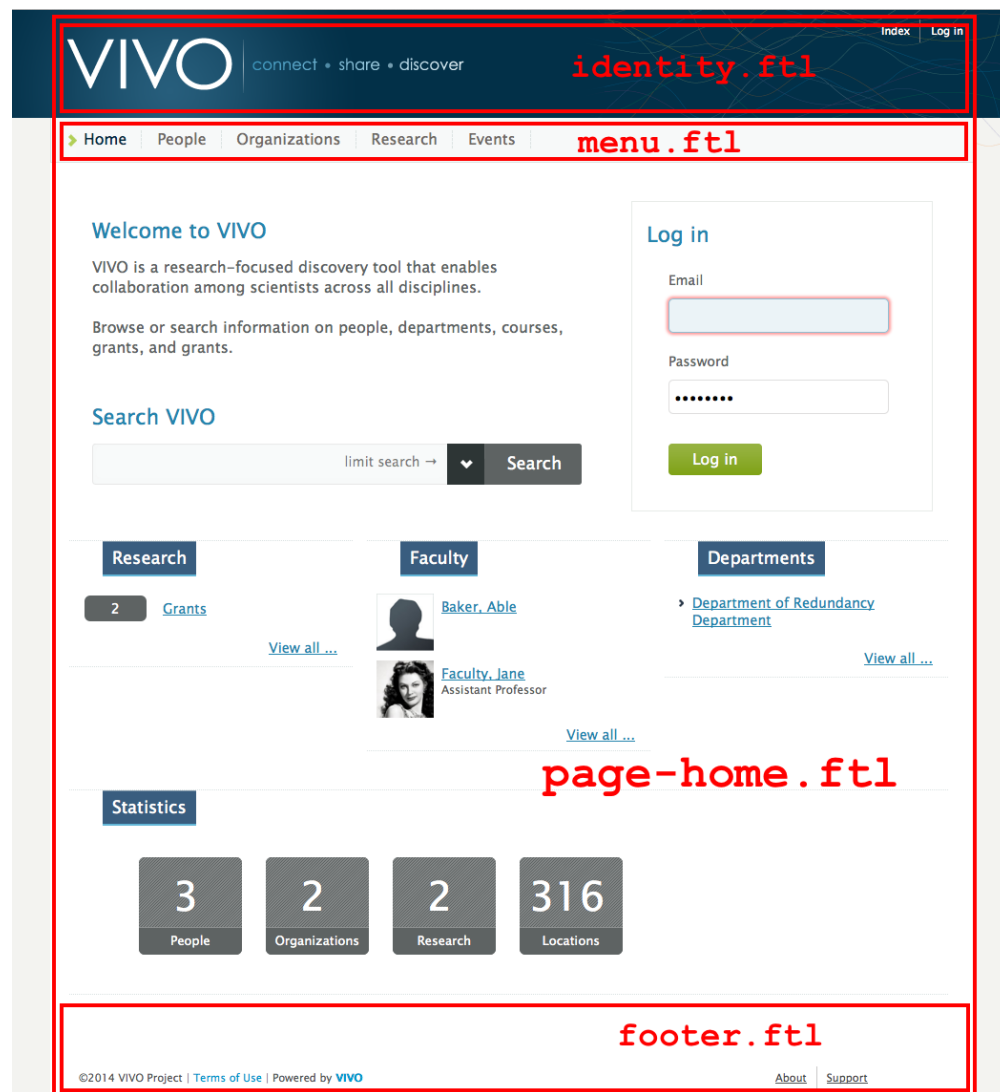 Index Log in
VIVO connect • share • discover
identity.ftl
Home People Organizations Research Events
menu.ftl
Welcome to VIVO
VIVO is a research-focused discovery tool that enables
collaboration among scientists across all disciplines.
Browse or search information on people, departments, courses,
grants, and grants.
Log in
Email
Password
••••••••
Log in
Search VIVO
limit search → Search
Research
2 Grants
View all ...
Faculty
Baker, Able
Faculty, Jane
Assistant Professor
View all ...
Departments
Department of Redundancy
Department
View all ...
page-home.ftl
Statistics
3
People
2
Organizations
2
Research
316
Locations
footer.ftl
©2014 VIVO Project | Terms of Use | Powered by VIVO
About Support